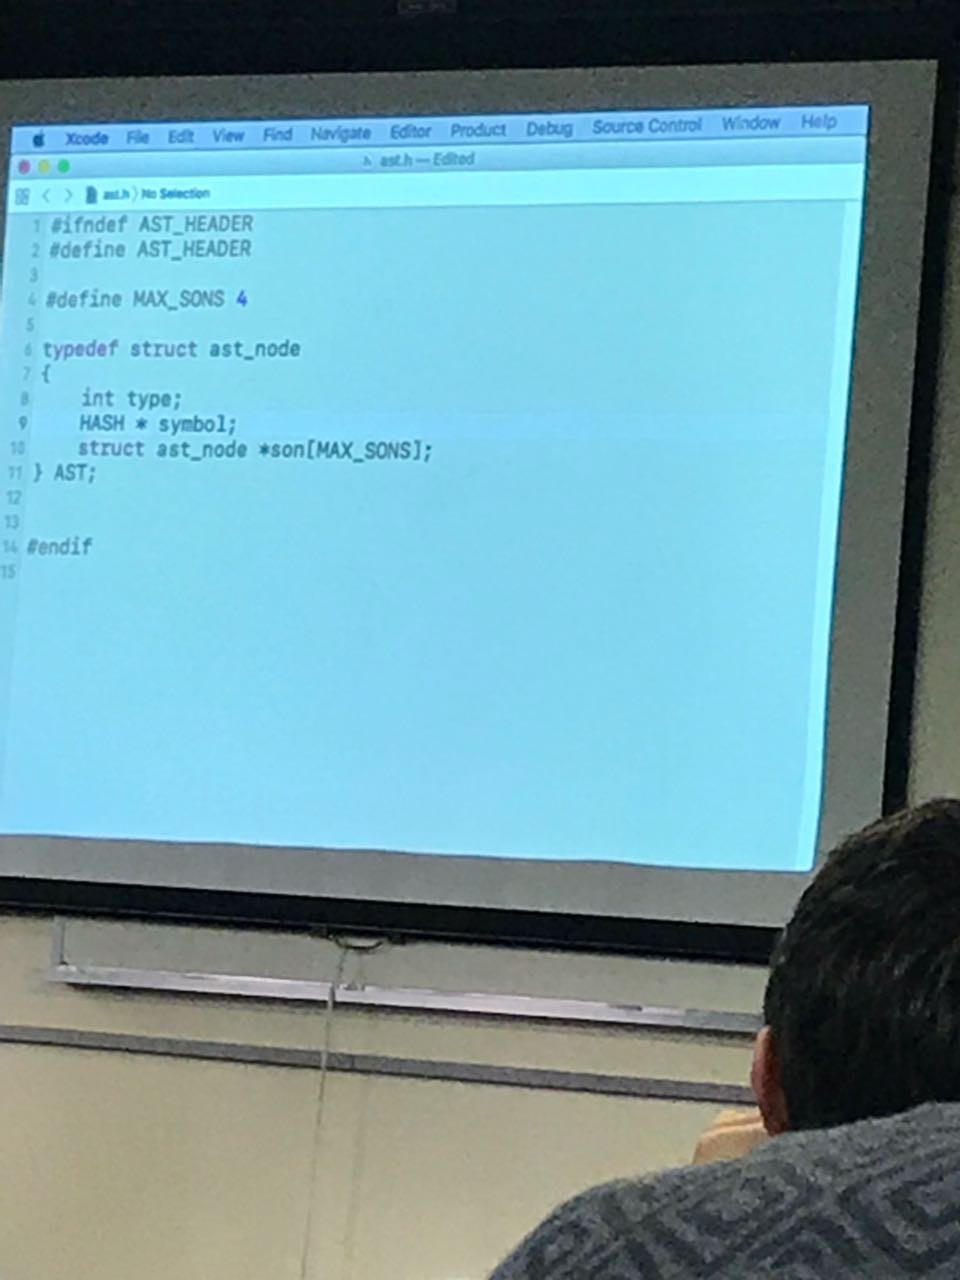 Xcode File Edit View Find Navigate Editor Product Debug Source Control Window Help
ast.h — Edited
ast.h 〉 No Selection
1 #ifndef AST_HEADER
2 #define AST_HEADER
3
4 #define MAX_SONS 4
5
6 typedef struct ast_node
7 {
8 int type;
9 HASH * symbol;
10 struct ast_node *son[MAX_SONS];
11 } AST;
12
13
14 #endif
15